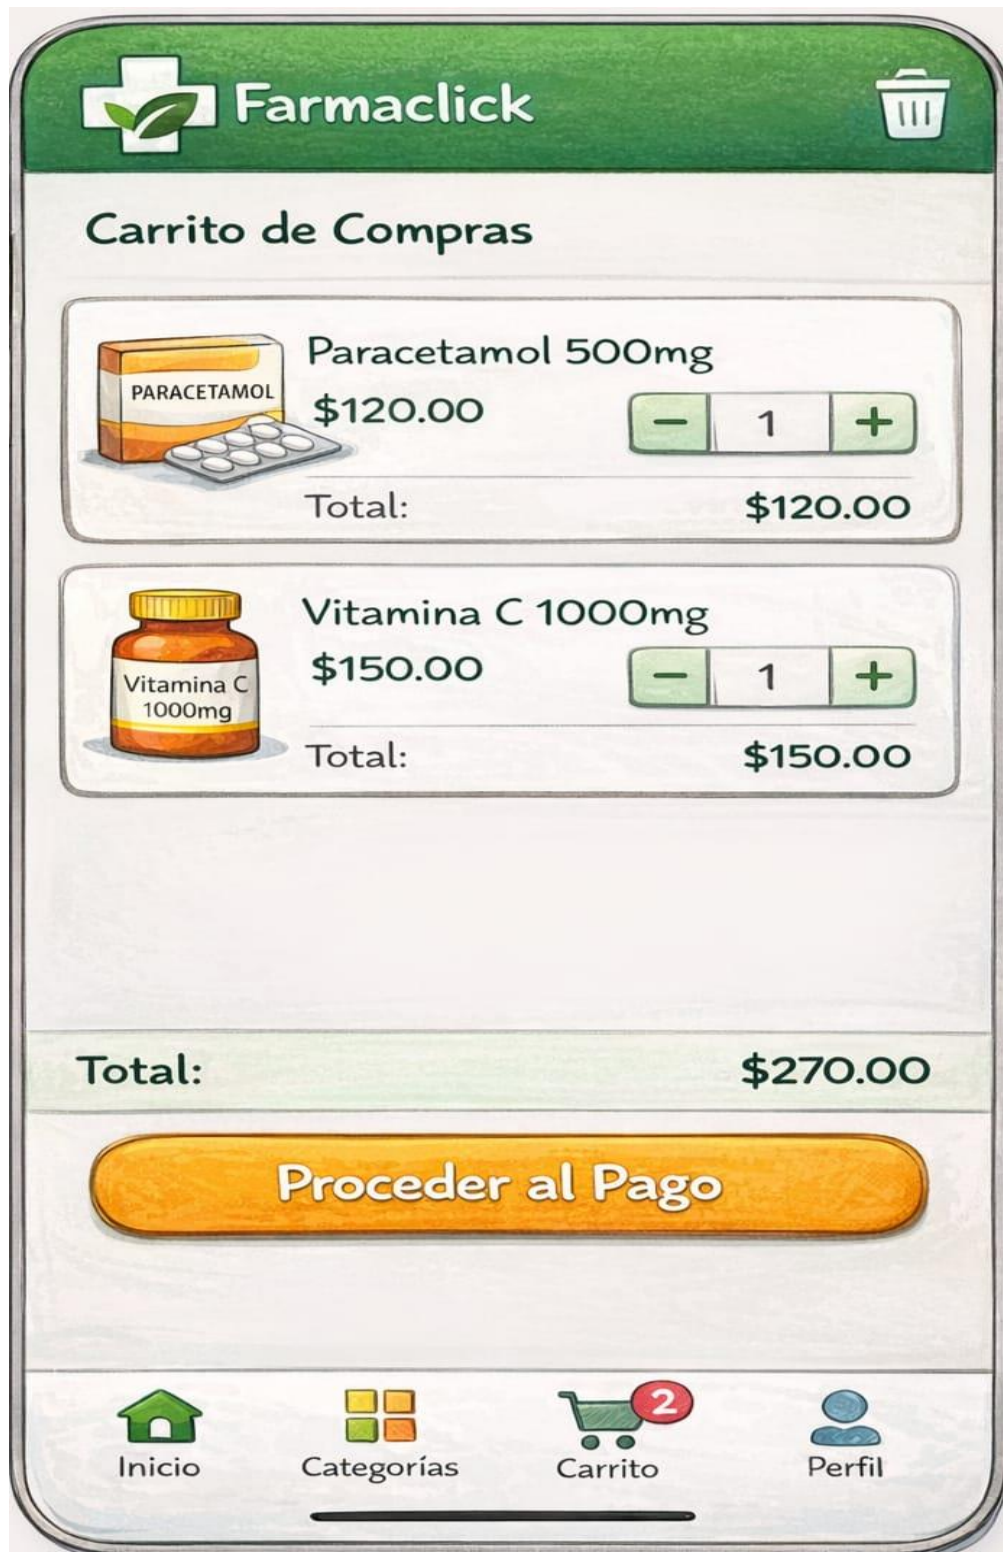 Farmaclick
Carrito de Compras
PARACETAMOL
Paracetamol 500mg
$120.00
− 1 +
Total: $120.00
Vitamina C
1000mg
Vitamina C 1000mg
$150.00
− 1 +
Total: $150.00
Total: $270.00
Proceder al Pago
2
Inicio Categorías Carrito Perfil